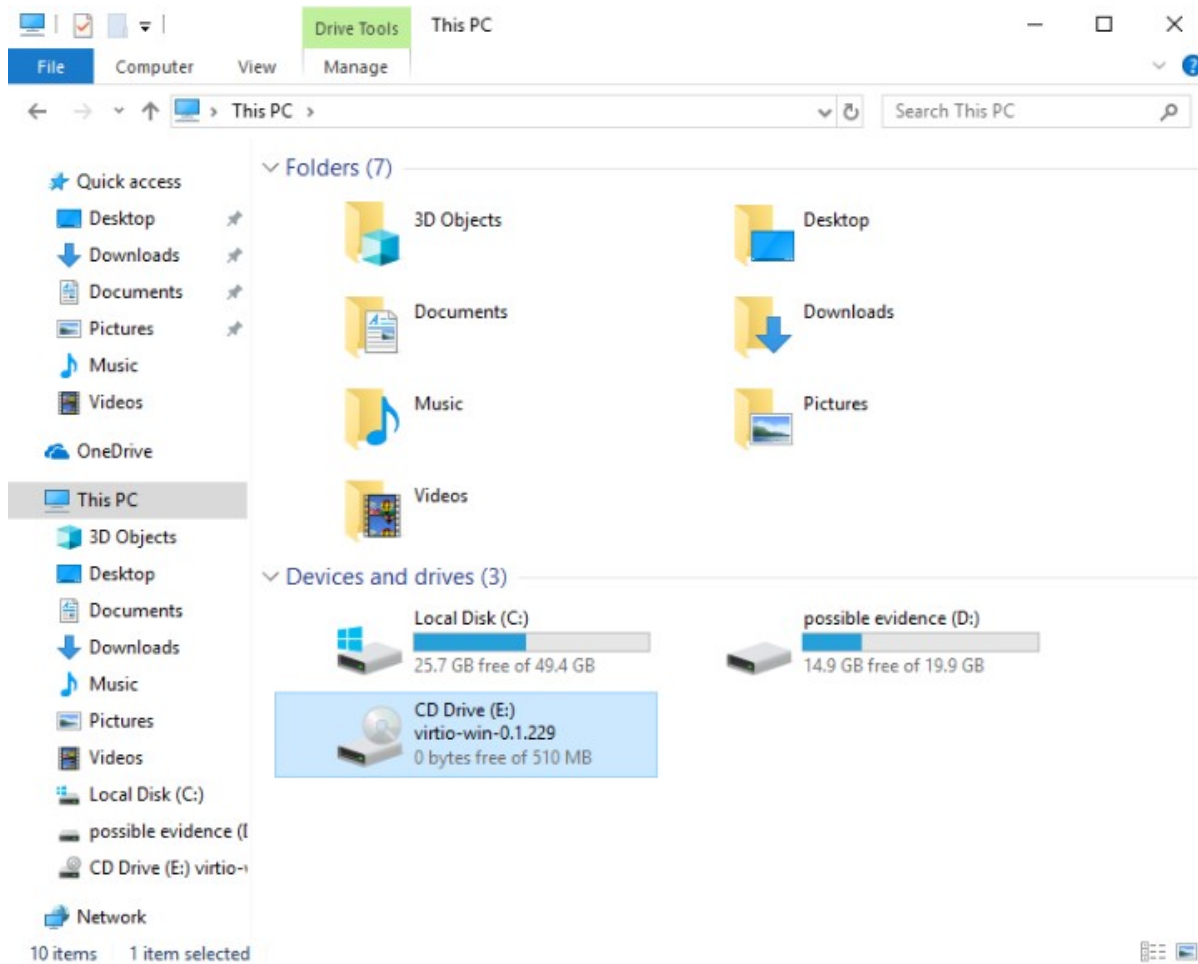 Drive Tools
This PC
File
Computer
View
Manage
This PC
Search This PC
Quick access
Desktop
Downloads
Documents
Pictures
Music
Videos
OneDrive
This PC
3D Objects
Desktop
Documents
Downloads
Music
Pictures
Videos
Local Disk (C:)
possible evidence (
CD Drive (E:) virtio-
Network
Folders (7)
3D Objects
Desktop
Documents
Downloads
Music
Pictures
Videos
Devices and drives (3)
Local Disk (C:)
25.7 GB free of 49.4 GB
possible evidence (D:)
14.9 GB free of 19.9 GB
CD Drive (E:)
virtio-win-0.1.229
0 bytes free of 510 MB
10 items
1 item selected